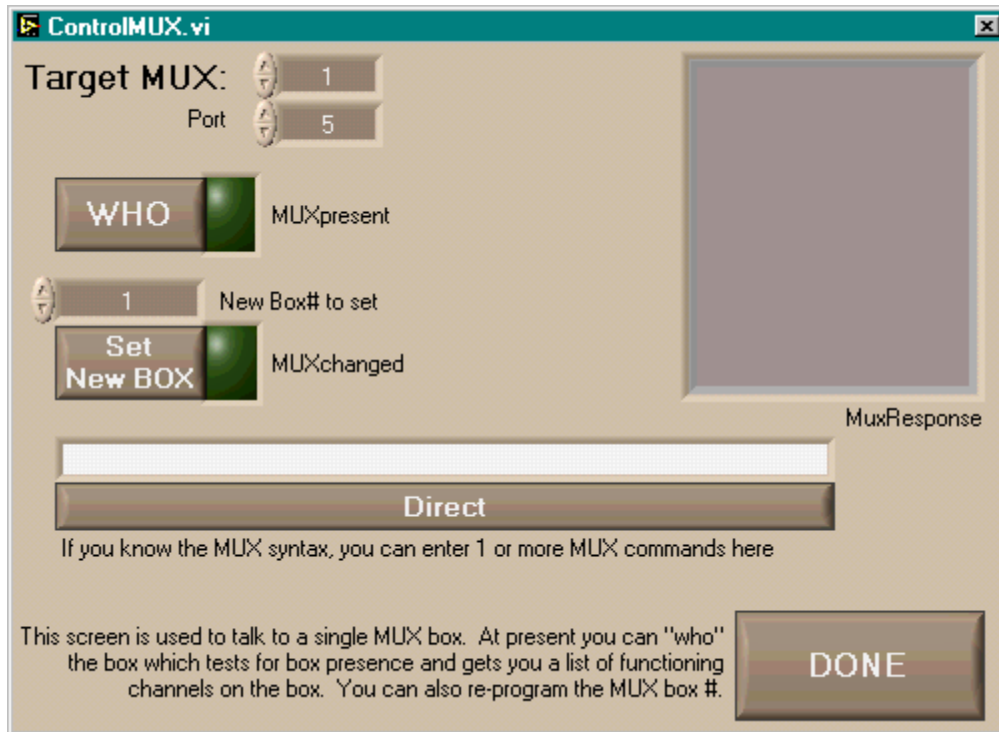 ControlMUX.vi
Target MUX: 1
Port 5
WHO MUXpresent
1 New Box# to set
Set
New BOX
MUXchanged
MuxResponse
Direct
If you know the MUX syntax, you can enter 1 or more MUX commands here
This screen is used to talk to a single MUX box. At present you can "who"
the box which tests for box presence and gets you a list of functioning
channels on the box. You can also re-program the MUX box #.
DONE